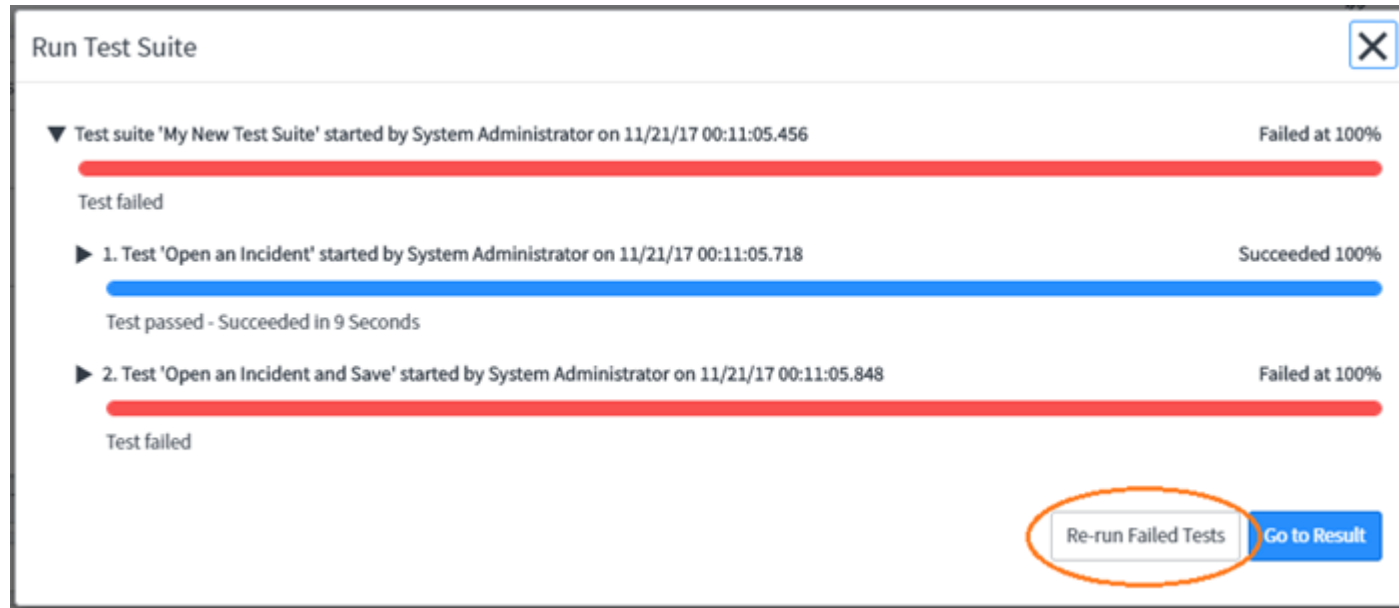 Run Test Suite
Test suite 'My New Test Suite' started by System Administrator on 11/21/17 00:11:05.456 Failed at 100%
Test failed
1. Test 'Open an Incident' started by System Administrator on 11/21/17 00:11:05.718 Succeeded 100%
Test passed - Succeeded in 9 Seconds
2. Test 'Open an Incident and Save' started by System Administrator on 11/21/17 00:11:05.848 Failed at 100%
Test failed
Re-run Failed Tests Go to Result